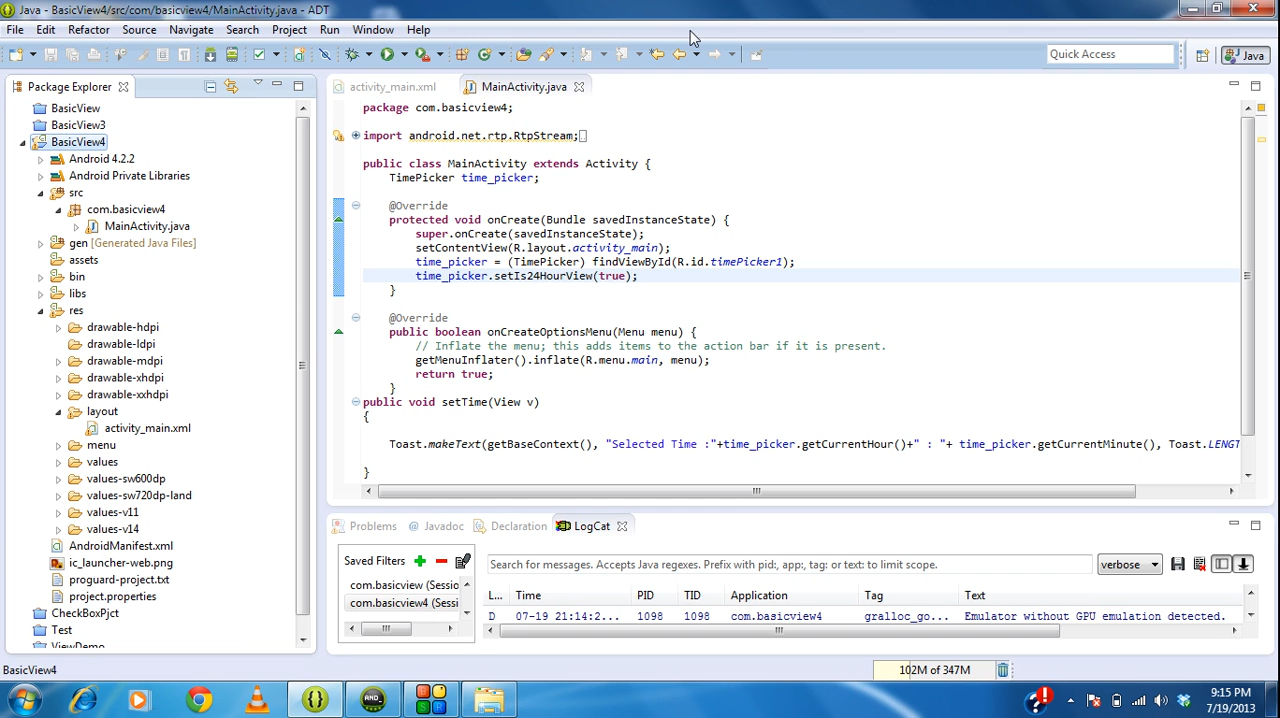 Java - BasicView4/src/com/basicview4/MainActivity.java - ADT
File Edit Refactor Source Navigate Search Project Run Window Help
Quick Access
Java
Package Explorer
BasicView
BasicView3
BasicView4
Android 4.2.2
Android Private Libraries
src
com.basicview4
MainActivity.java
gen [Generated Java Files]
assets
bin
libs
res
drawable-hdpi
drawable-ldpi
drawable-mdpi
drawable-xhdpi
drawable-xxhdpi
layout
activity_main.xml
menu
values
values-sw600dp
values-sw720dp-land
values-v11
values-v14
AndroidManifest.xml
ic_launcher-web.png
proguard-project.txt
project.properties
CheckBoxPjct
Test
ViewDemo
activity_main.xml MainActivity.java
package com.basicview4;
import android.net.rtp.RtpStream;
public class MainActivity extends Activity {
TimePicker time_picker;
@Override
protected void onCreate(Bundle savedInstanceState) {
super.onCreate(savedInstanceState);
setContentView(R.layout.activity_main);
time_picker = (TimePicker) findViewById(R.id.timePicker1);
time_picker.setIs24HourView(true);
}
@Override
public boolean onCreateOptionsMenu(Menu menu) {
// Inflate the menu; this adds items to the action bar if it is present.
getMenuInflater().inflate(R.menu.main, menu);
return true;
}
public void setTime(View v)
{
Toast.makeText(getBaseContext(), "Selected Time :"+time_picker.getCurrentHour()+" : "+ time_picker.getCurrentMinute(), Toast.LENGT
}
Problems @ Javadoc Declaration LogCat
Saved Filters
com.basicview (Sessio
com.basicview4 (Sessi
Search for messages. Accepts Java regexes. Prefix with pid:, app:, tag: or text: to limit scope.
verbose
L... Time PID TID Application Tag Text
D 07-19 21:14:2... 1098 1098 com.basicview4 gralloc_go... Emulator without GPU emulation detected.
BasicView4
102M of 347M
9:15 PM
7/19/2013